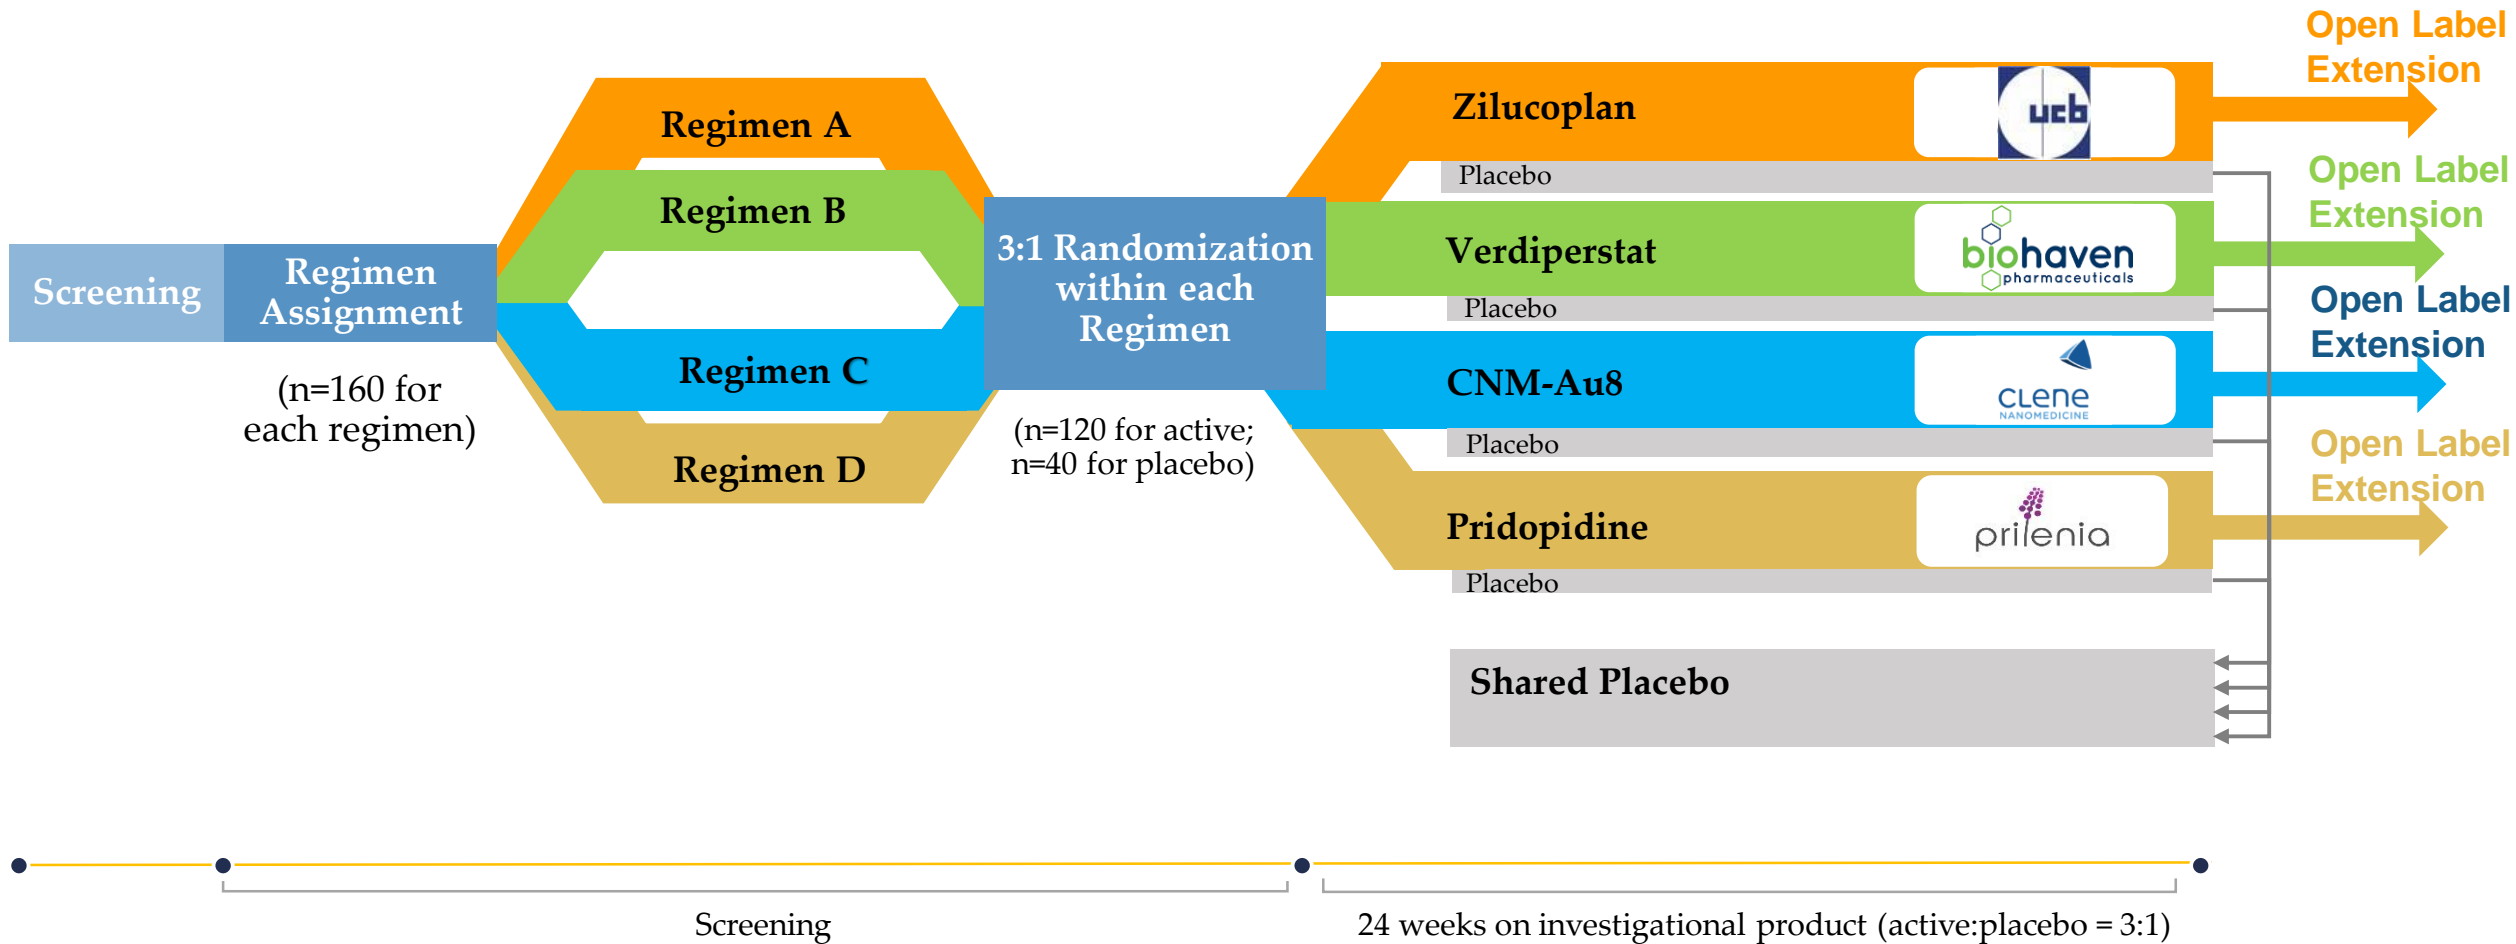 Screening
Regimen
Assignment
(n=160 for
each regimen)
Regimen A
Regimen B
Regimen C
Regimen D
3:1 Randomization
within each
Regimen
(n=120 for active;
n=40 for placebo)
Zilucoplan
ucb
Placebo
Open Label
Extension
Verdiperstat
biohaven
pharmaceuticals
Placebo
Open Label
Extension
CNM-Au8
CLENE
NANOMEDICINE
Placebo
Open Label
Extension
Pridopidine
prilenia
Placebo
Open Label
Extension
Shared Placebo
Screening
24 weeks on investigational product (active:placebo = 3:1)